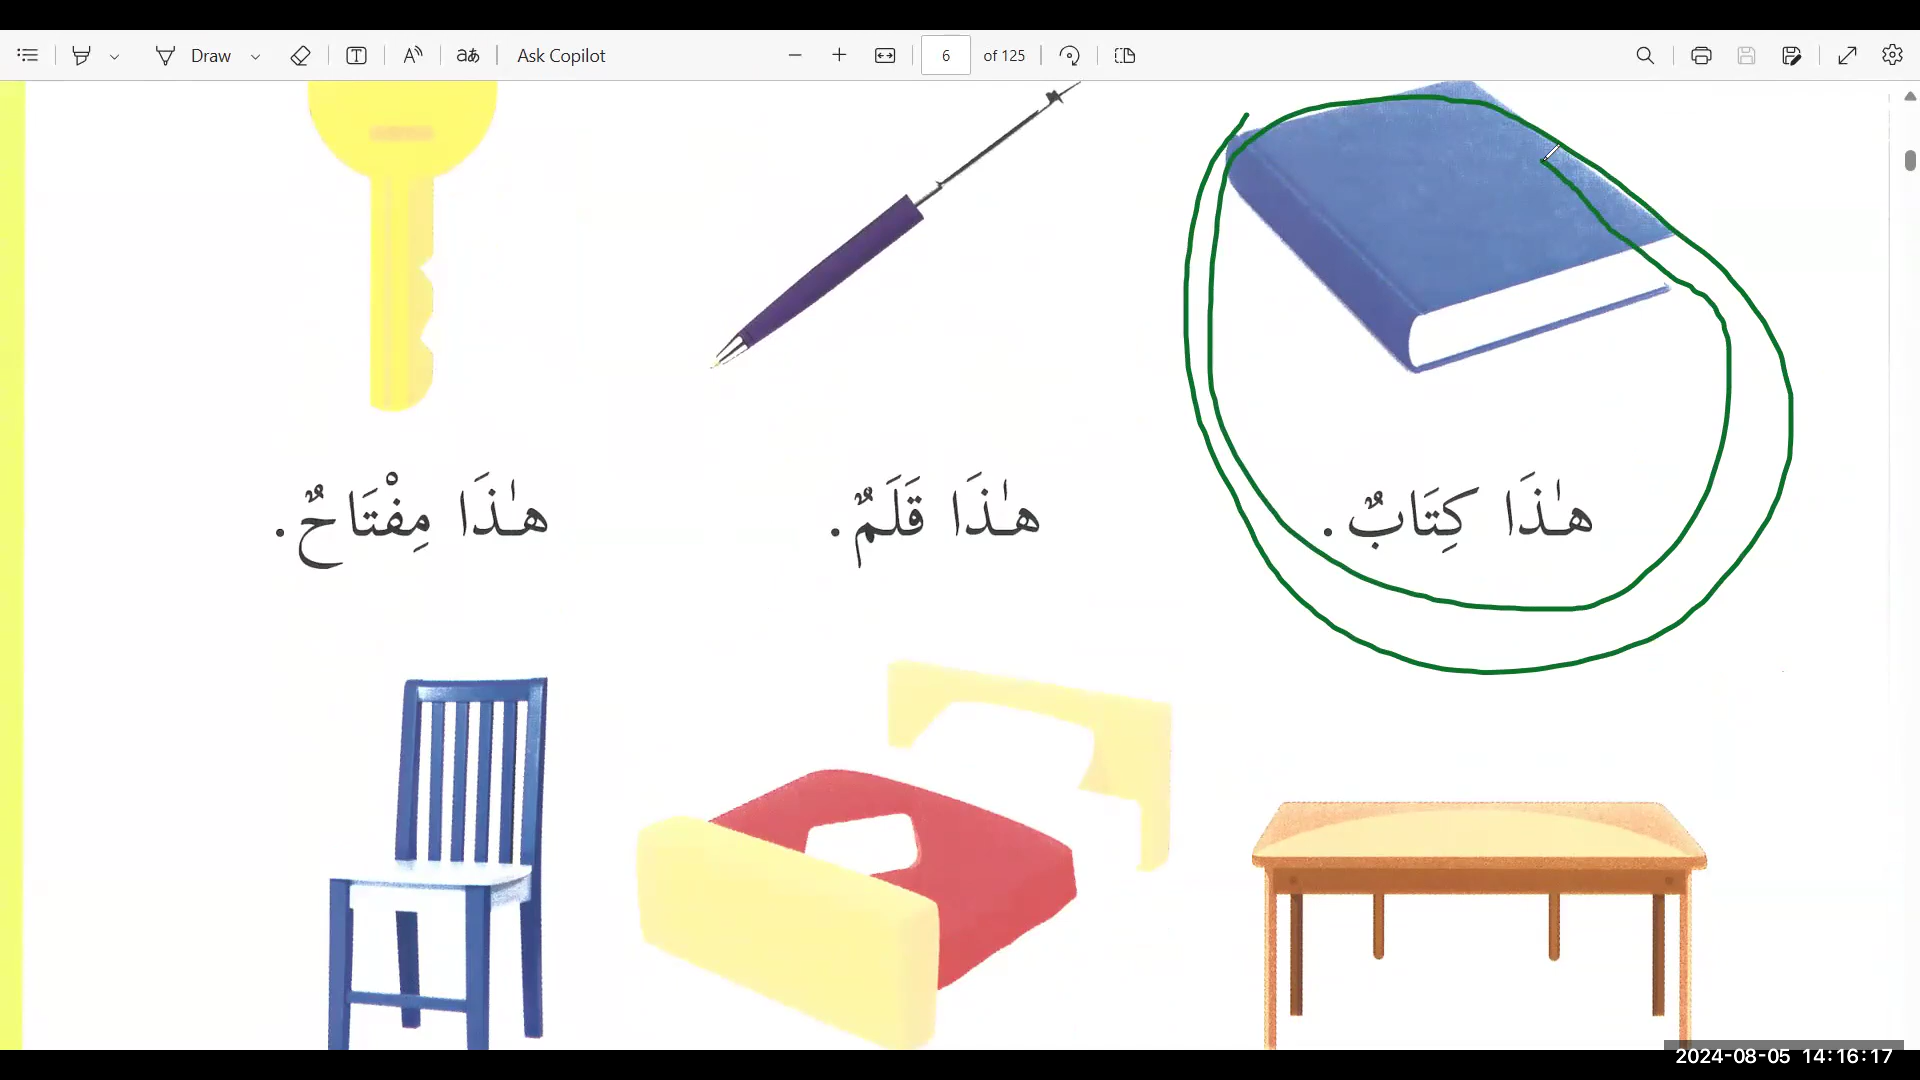 Draw
Ask Copilot
6 of 125
هٰذَا كِتَابٌ.
هٰذَا قَلَمٌ.
هٰذَا مِفْتَاحٌ.
2024-08-05 14:16:17